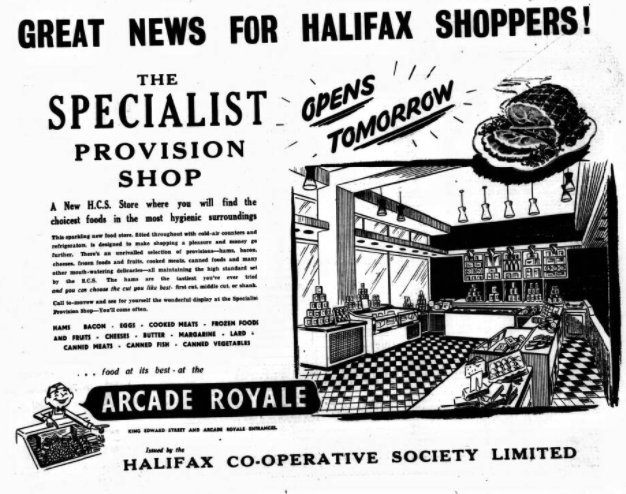 GREAT NEWS FOR HALIFAX SHOPPERS!
THE
SPECIALIST
PROVISION
SHOP
OPENS
TOMORROW
A New H.C.S. Store where you will find the
choicest foods in the most hygienic surroundings
This sparkling new food store, fitted throughout with cold-air counters and
refrigerators, is designed to make shopping a pleasure and money go
further. There's an unrivalled selection of provisions—hams, bacon,
cheeses, frozen foods and fruits, cooked meats, canned foods and many
other mouth-watering delicacies—all maintaining the high standard set
by the H.C.S. The hams are the tastiest you've ever tried
and you can choose the cut you like best- first cut, middle cut, or shank.
Call to-morrow and see for yourself the wonderful display at the Specialist
Provision Shop—You'll come often.
HAMS BACON - EGGS - COOKED MEATS - FROZEN FOODS
AND FRUITS - CHEESES - BUTTER - MARGARINE - LARD -
CANNED MEATS - CANNED FISH - CANNED VEGETABLES
. . . food at its best - at the
ARCADE ROYALE
KING EDWARD STREET AND ARCADE ROYALE ENTRANCES.
Issued by the
HALIFAX CO-OPERATIVE SOCIETY LIMITED